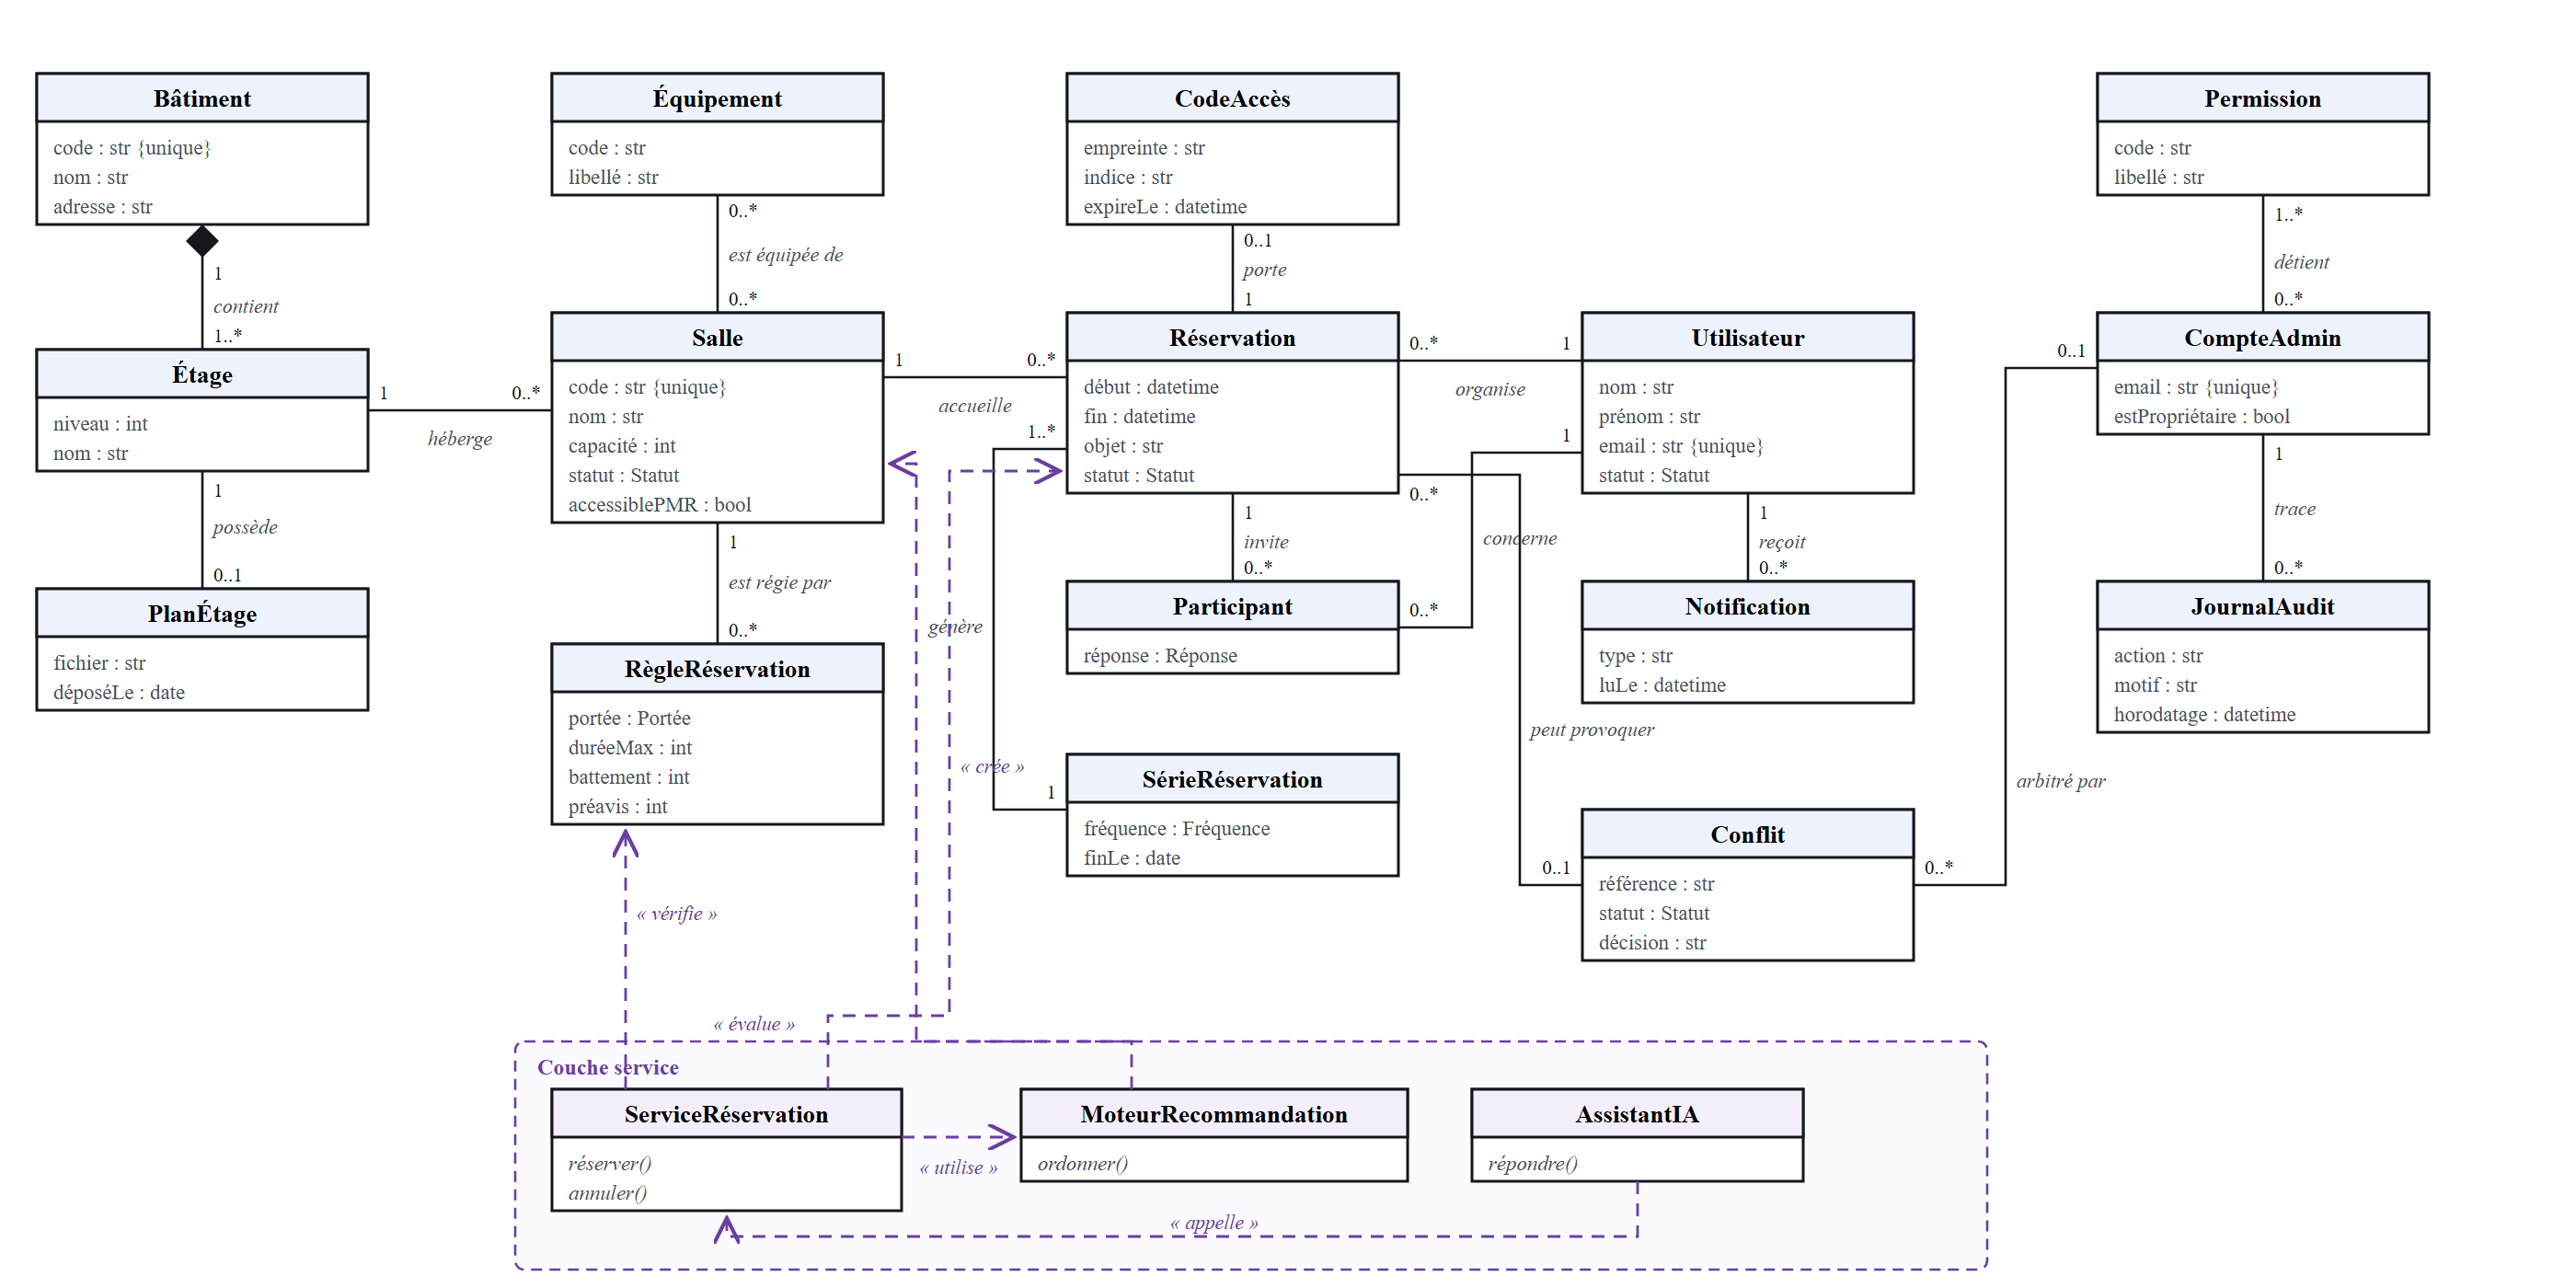 Bâtiment
code : str {unique}
nom : str
adresse : str
1
contient
1..*
Étage
niveau : int
nom : str
1
héberge
0..*
1
possède
0..1
PlanÉtage
fichier : str
déposéLe : date
Équipement
code : str
libellé : str
0..*
est équipée de
0..*
Salle
code : str {unique}
nom : str
capacité : int
statut : Statut
accessiblePMR : bool
1
accueille
0..*
1
est régie par
0..*
RègleRéservation
portée : Portée
duréeMax : int
battement : int
préavis : int
CodeAccès
empreinte : str
indice : str
expireLe : datetime
0..1
porte
1
Réservation
début : datetime
fin : datetime
objet : str
statut : Statut
0..*
organise
1
1..*
génère
1
0..*
1
invite
0..*
Participant
réponse : Réponse
0..*
concerne
1
SérieRéservation
fréquence : Fréquence
finLe : date
Utilisateur
nom : str
prénom : str
email : str {unique}
statut : Statut
1
reçoit
0..*
Notification
type : str
luLe : datetime
peut provoquer
0..1
Conflit
référence : str
statut : Statut
décision : str
0..*
arbitré par
0..1
Permission
code : str
libellé : str
1..*
détient
0..*
CompteAdmin
email : str {unique}
estPropriétaire : bool
1
trace
0..*
JournalAudit
action : str
motif : str
horodatage : datetime
« crée »
« vérifie »
« évalue »
Couche service
ServiceRéservation
réserver()
annuler()
« utilise »
MoteurRecommandation
ordonner()
AssistantIA
répondre()
« appelle »